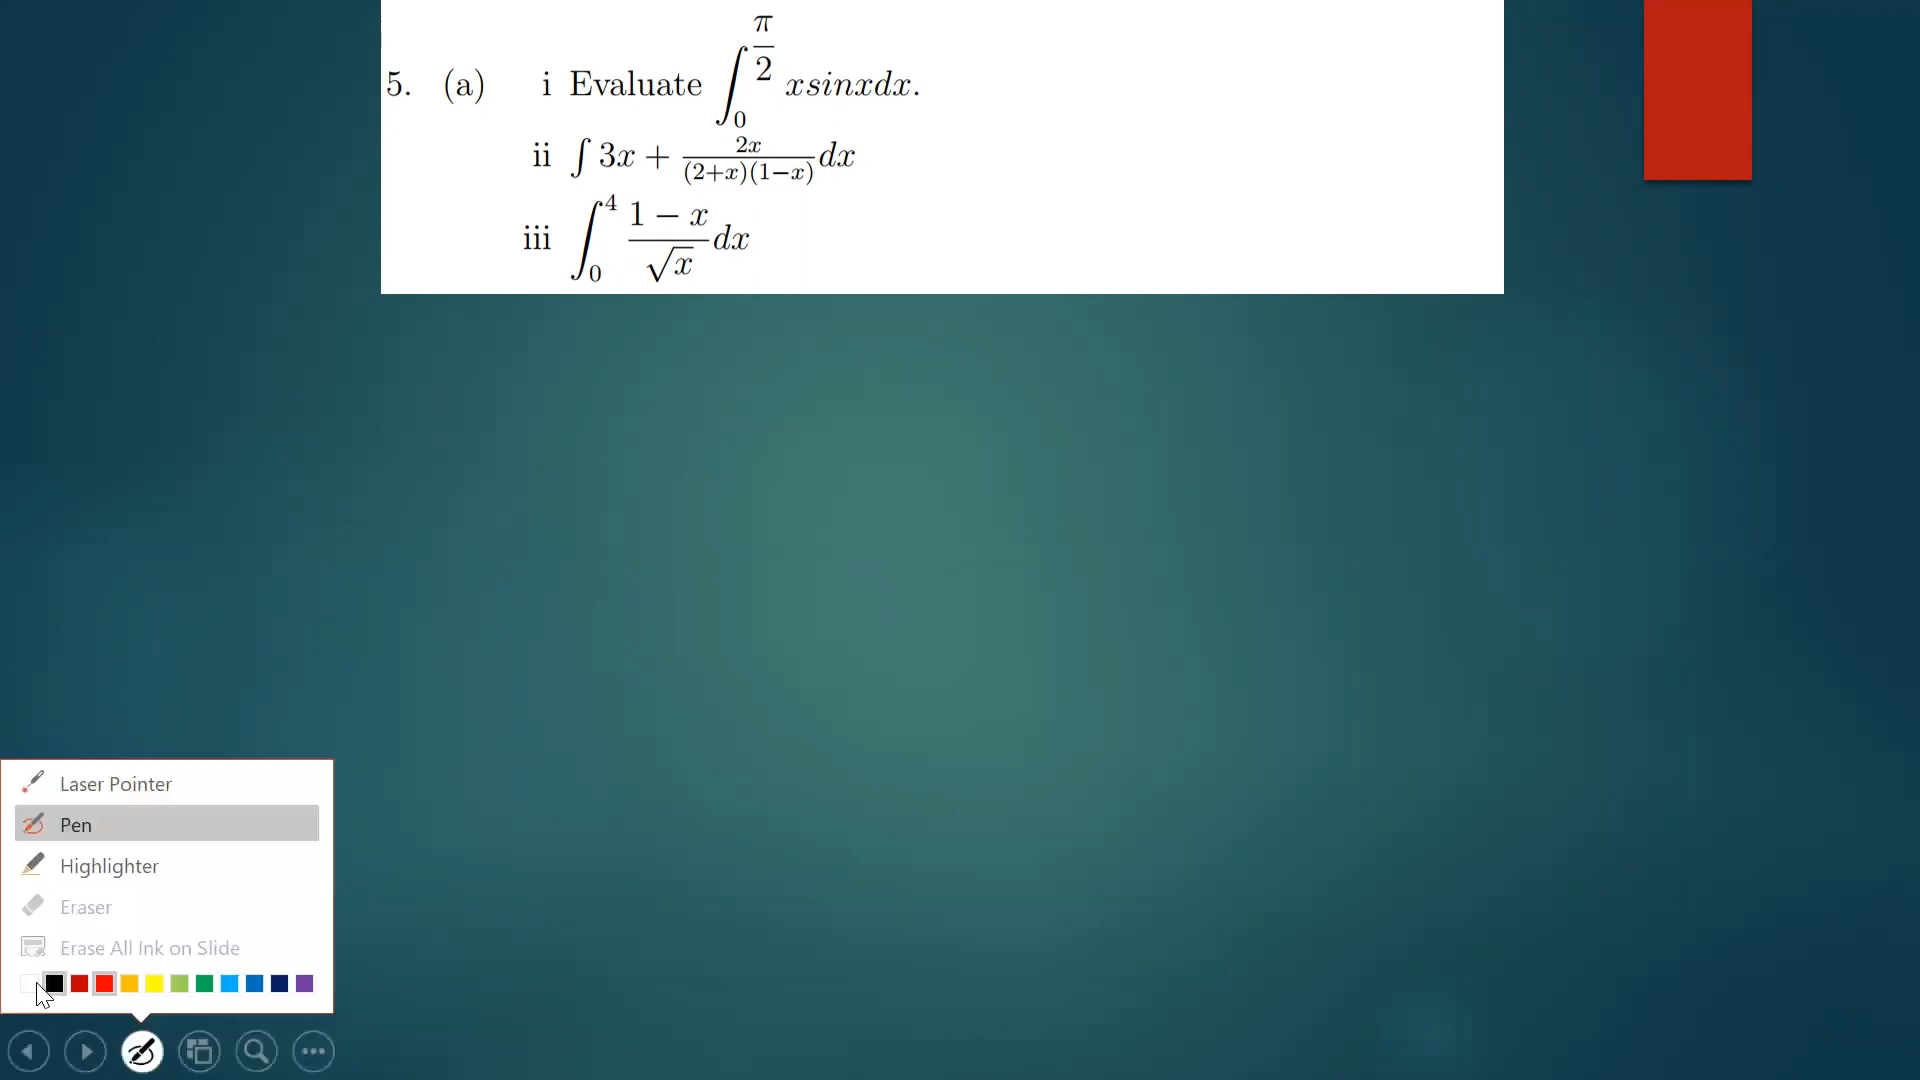 5. (a) i Evaluate ∫₀^(π/2) xsinxdx.
ii ∫ 3x + 2x/((2+x)(1−x)) dx
iii ∫₀⁴ (1 − x)/√x dx
Laser Pointer
Pen
Highlighter
Eraser
Erase All Ink on Slide